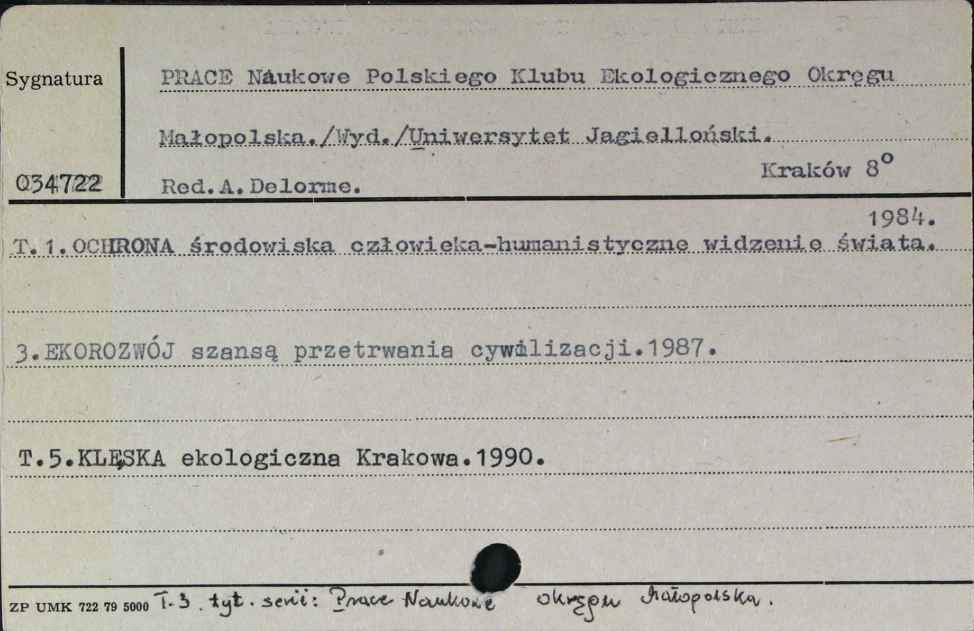 Sygnatura
PRACE Naukowe Polskiego Klubu Ekologicznego Okręgu
Małopolska./Wyd./Uniwersytet Jagielloński.
Kraków 8°
034722
Red.A.Delorme.
1984.
T.1.OCHRONA środowiska człowieka-humanistyczne widzenie świata.
3.EKOROZWÓJ szansą przetrwania cywilizacji.1987.
T.5.KLĘSKA ekologiczna Krakowa.1990.
ZP UMK 722 79 5000 T.3. tyt. serii: Prace Naukowe Okręgu Małopolska.